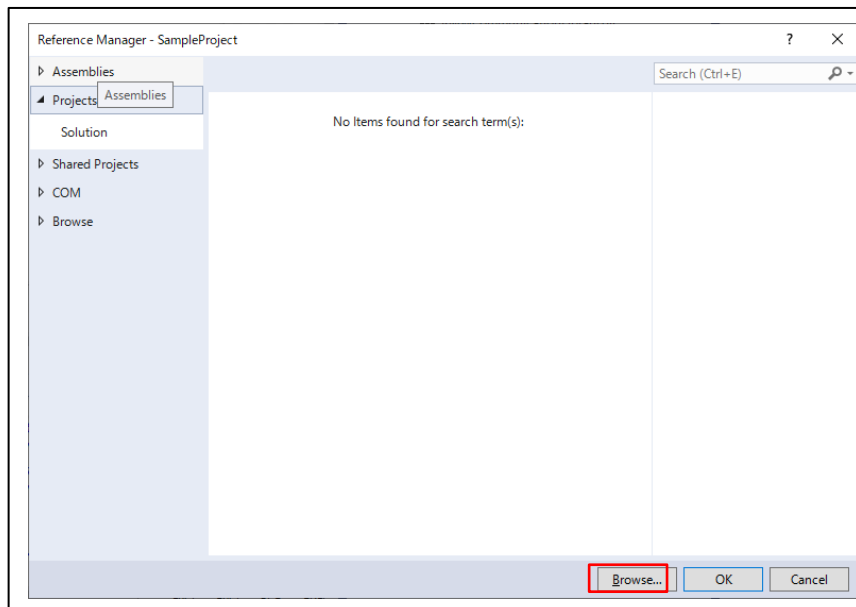 Reference Manager - SampleProject
? ×
Assemblies
Search (Ctrl+E)
Projects
Assemblies
No Items found for search term(s):
Solution
Shared Projects
COM
Browse
Browse... OK Cancel